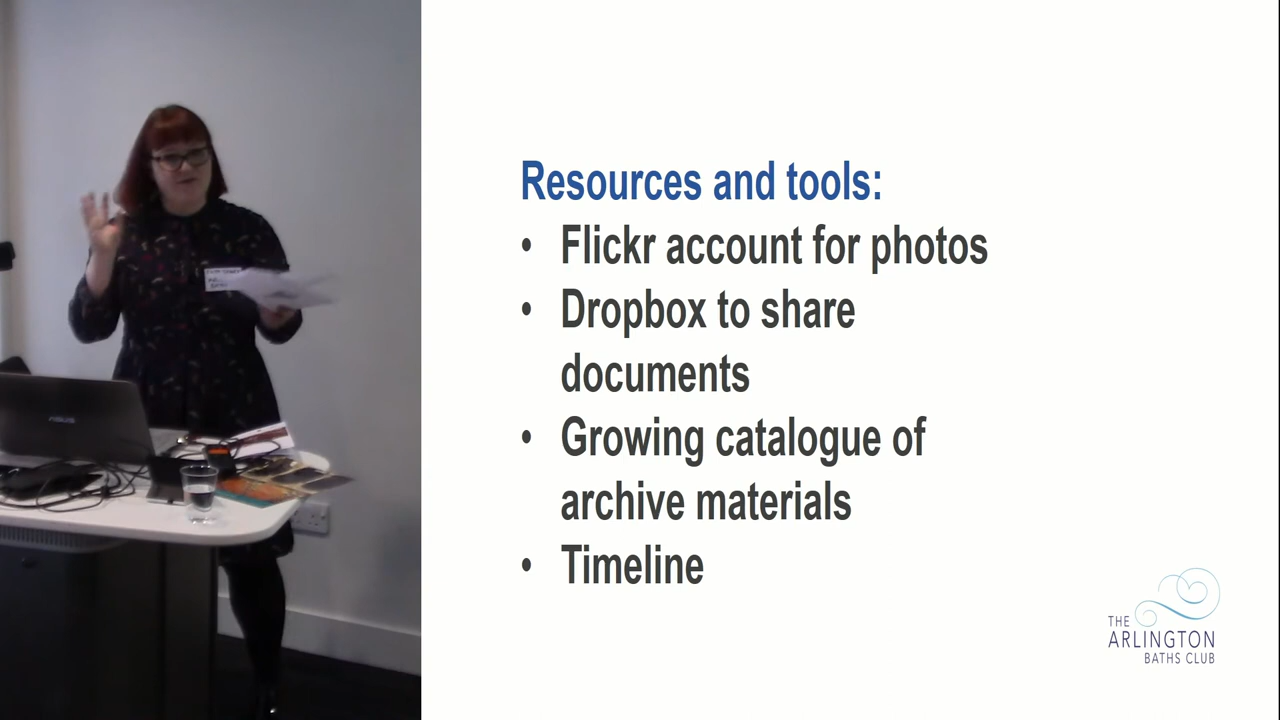 Resources and tools:
• Flickr account for photos
• Dropbox to share
documents
• Growing catalogue of
archive materials
• Timeline
THE
ARLINGTON
BATHS CLUB
ASUS